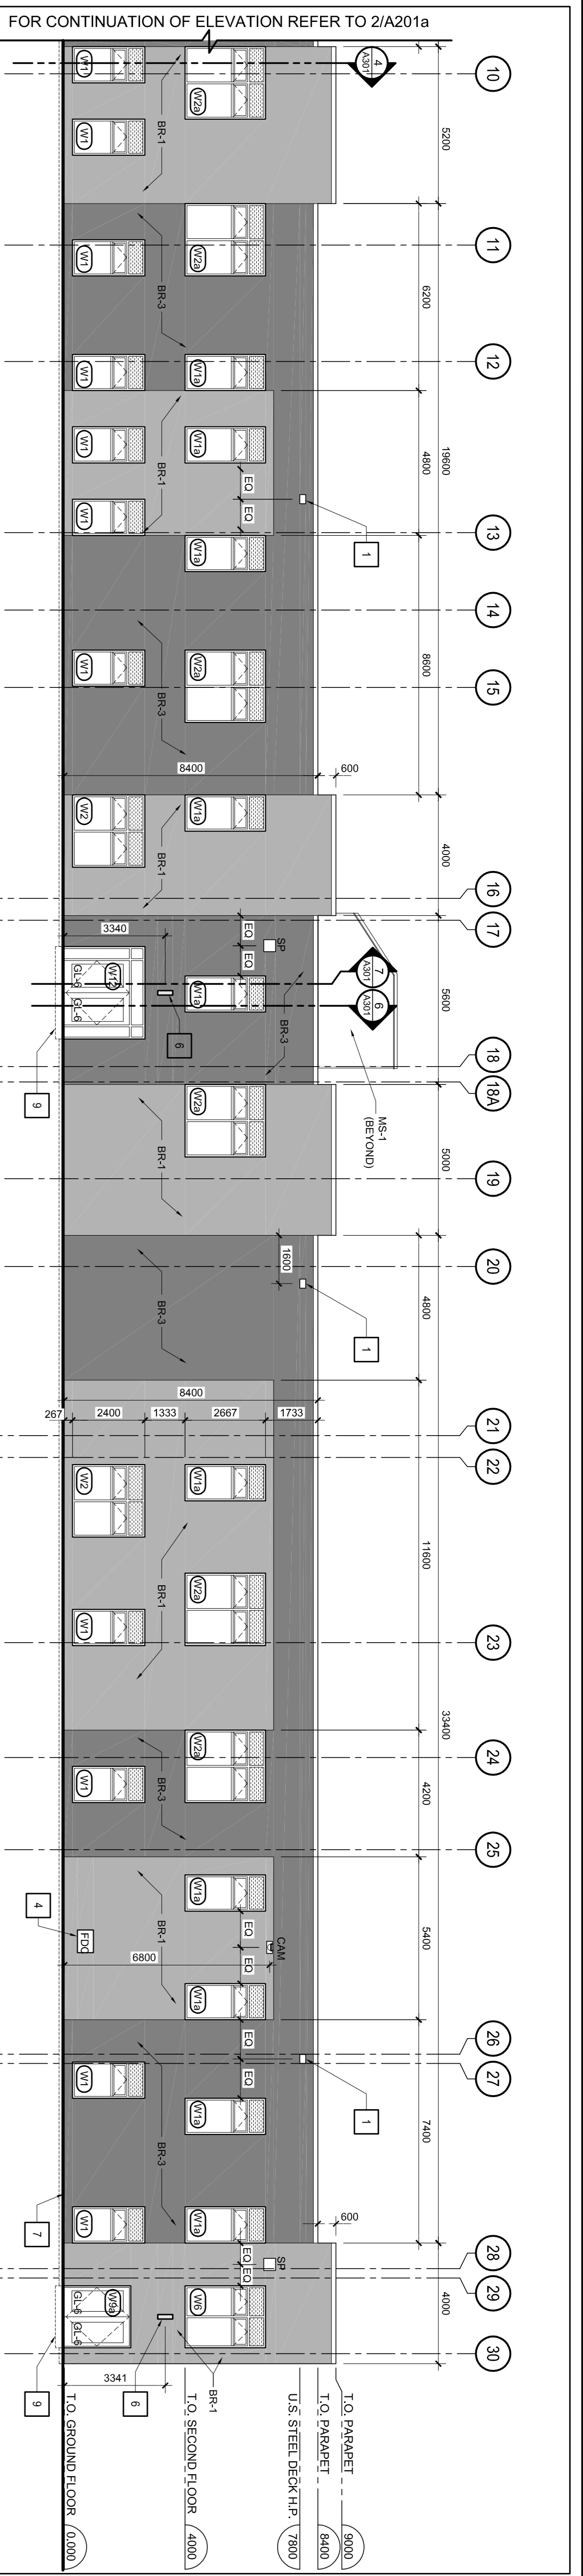 FOR CONTINUATION OF ELEVATION REFER TO 2/A201a
10
11
12
13
14
15
16
17
18
18A
19
20
21
22
23
24
25
26
27
28
29
30
19600
33400
5200
6200
4800
8600
4000
5600
5000
4800
11600
4200
5400
7400
4000
4
A301
7
A301
6
A301
MS-1
(BEYOND)
600
600
1
1
1
8400
8400
1600
1733
2667
1333
2400
267
6800
3340
3341
EQ
EQ
EQ
EQ
EQ
EQ
EQ
EQ
EQ
EQ
SP
CAM
SP
W2a
W2a
W1a
W1a
W1a
W2a
W1a
W1a
W2a
W1a
W2a
W2a
W1a
W1a
W1a
W1a
W6
BR-1
BR-3
BR-1
BR-3
BR-1
BR-3
BR-1
BR-3
BR-1
BR-3
BR-1
BR-3
BR-1
6
6
W1
W1
W1
W1
W1
W1
W1
W2
W12
GL-6
GL-6
W2
W1
W1
FDC
W1
W1
W9a
GL-6
GL-6
9
4
7
9
T.O. PARAPET
9000
T.O. PARAPET
8400
U.S. STEEL DECK H.P.
7800
T.O. SECOND FLOOR
4000
T.O. GROUND FLOOR
0.000